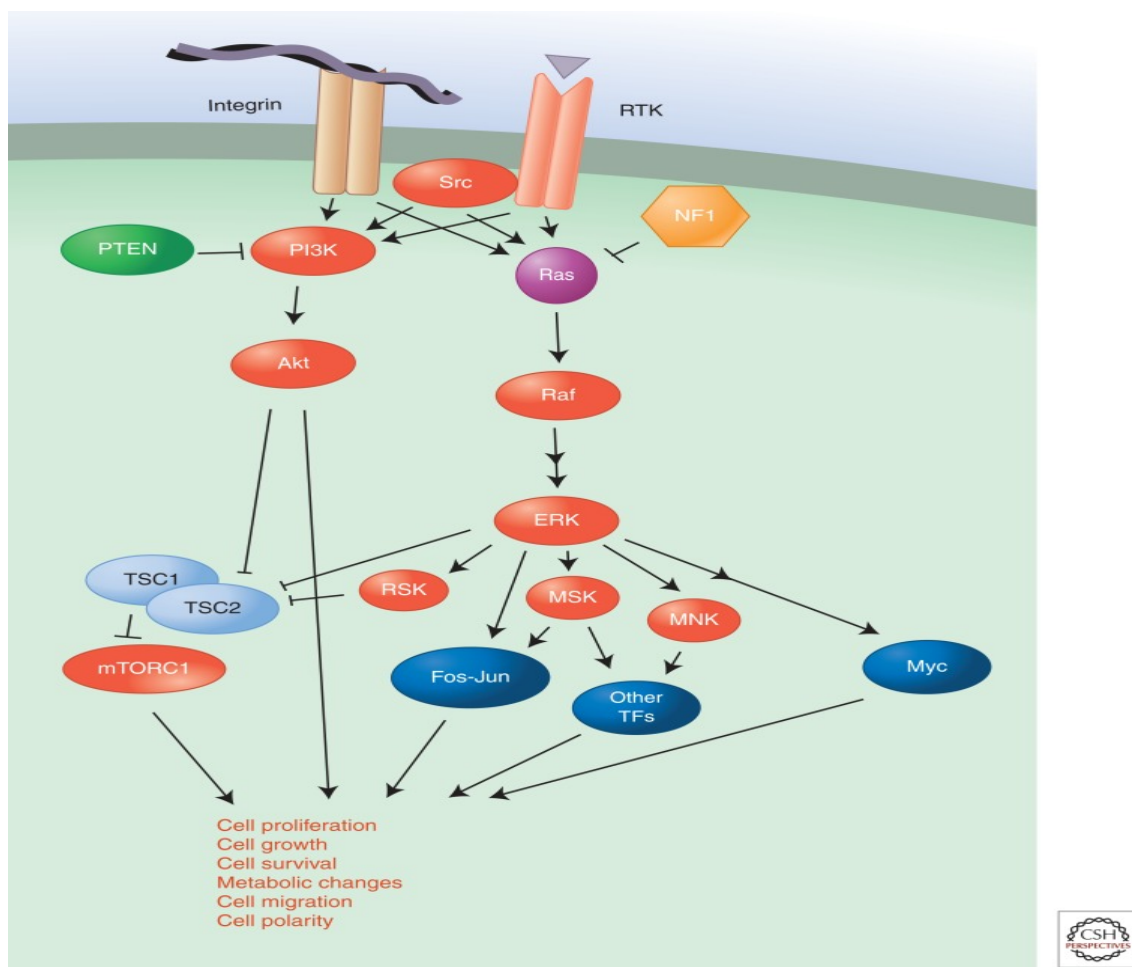 Integrin
RTK
Src
NF1
PTEN
PI3K
Ras
Akt
Raf
ERK
TSC1
TSC2
RSK
MSK
MNK
mTORC1
Fos-Jun
Other
TFs
Myc
Cell proliferation
Cell growth
Cell survival
Metabolic changes
Cell migration
Cell polarity
CSH
PERSPECTIVES